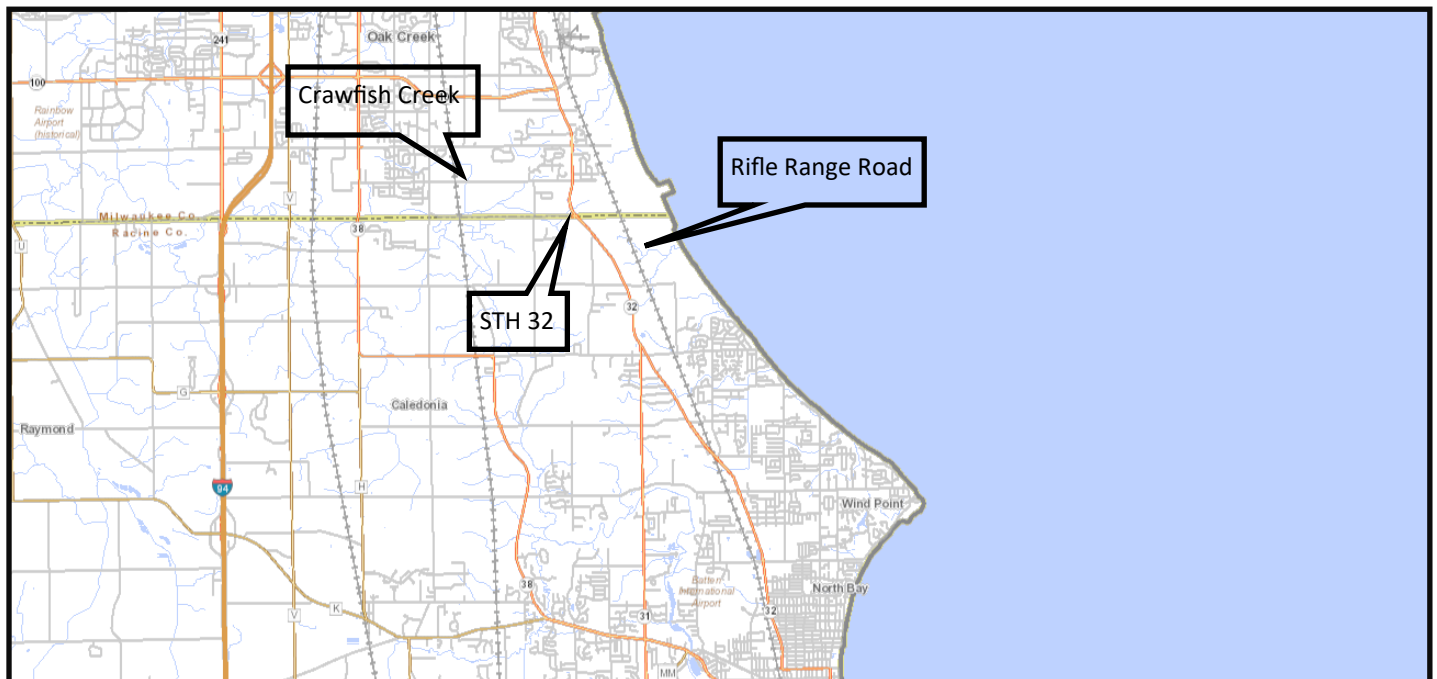 241
Oak Creek
100
Crawfish Creek
Rainbow
Airport
(historical)
Rifle Range Road
V
Milwaukee Co.
Racine Co.
38
U
32
STH 32
G
Caledonia
Raymond
94
H
Wind Point
38
Batten
International
Airport
North Bay
K
V
31
32
MM